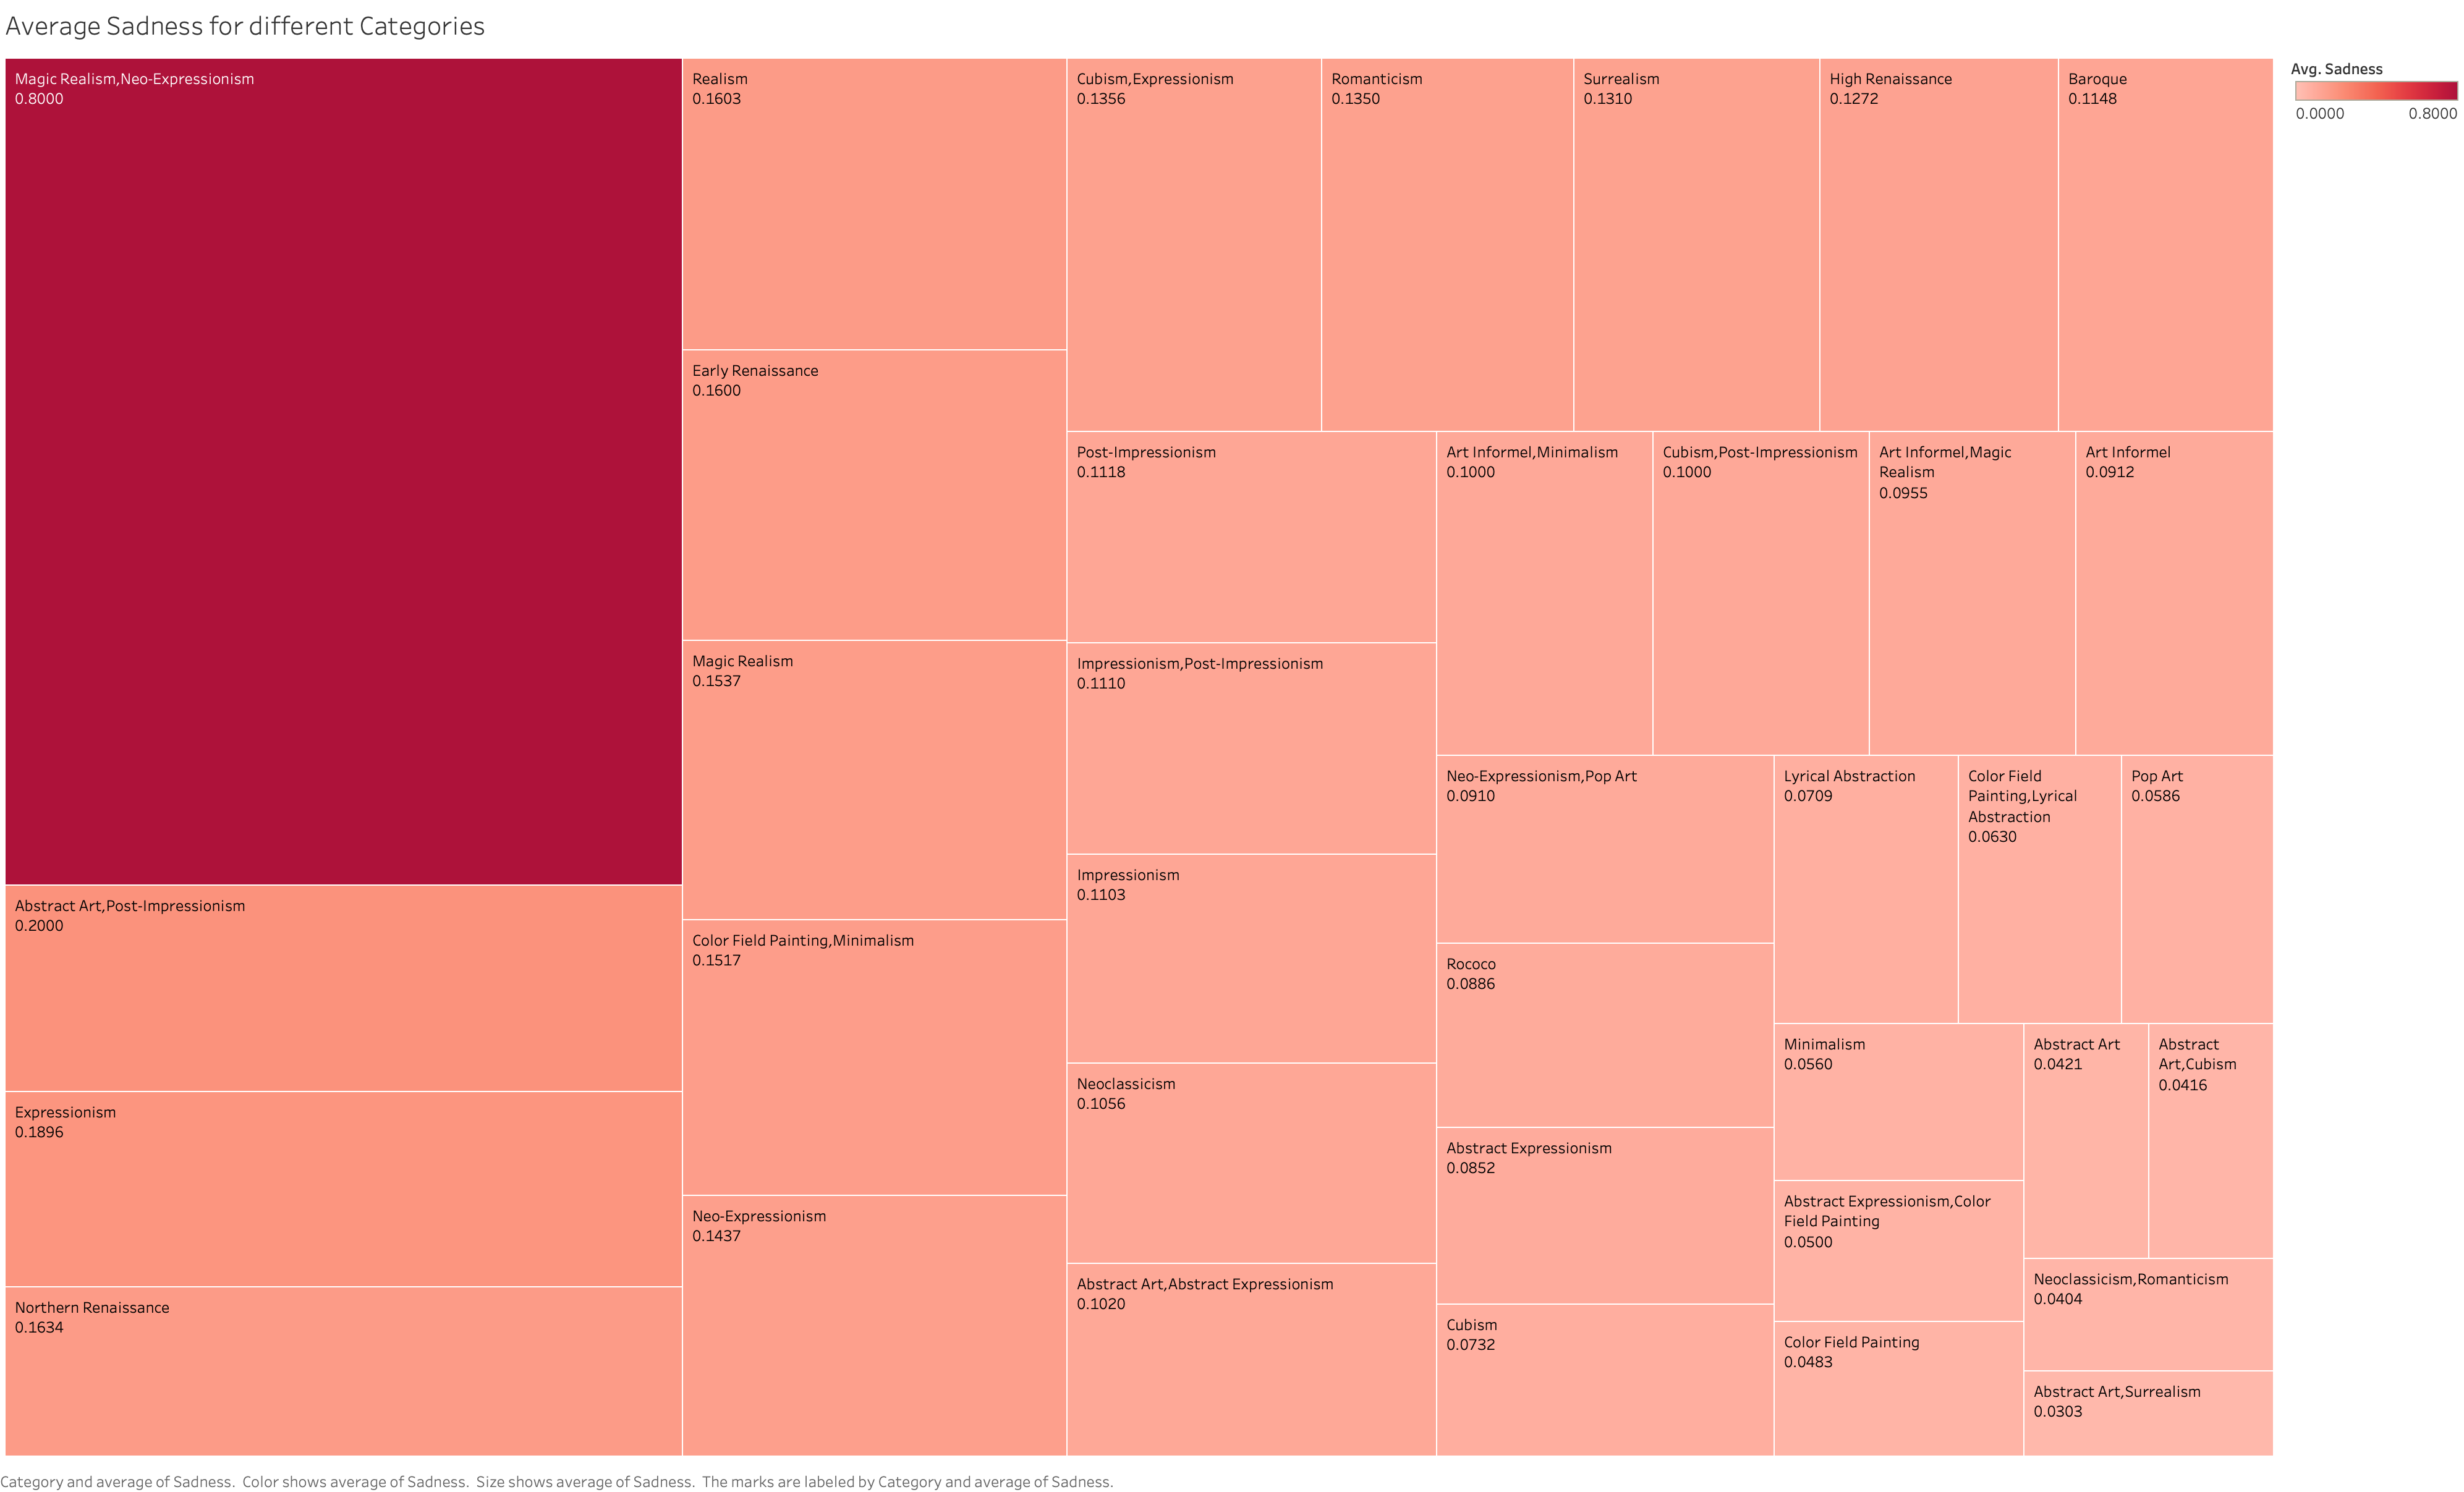 Average Sadness for different Categories
Magic Realism,Neo-Expressionism
0.8000
Abstract Art,Post-Impressionism
0.2000
Expressionism
0.1896
Northern Renaissance
0.1634
Realism
0.1603
Early Renaissance
0.1600
Magic Realism
0.1537
Color Field Painting,Minimalism
0.1517
Neo-Expressionism
0.1437
Cubism,Expressionism
0.1356
Romanticism
0.1350
Surrealism
0.1310
High Renaissance
0.1272
Baroque
0.1148
Post-Impressionism
0.1118
Impressionism,Post-Impressionism
0.1110
Impressionism
0.1103
Neoclassicism
0.1056
Abstract Art,Abstract Expressionism
0.1020
Art Informel,Minimalism
0.1000
Cubism,Post-Impressionism
0.1000
Art Informel,Magic
Realism
0.0955
Art Informel
0.0912
Neo-Expressionism,Pop Art
0.0910
Rococo
0.0886
Abstract Expressionism
0.0852
Cubism
0.0732
Lyrical Abstraction
0.0709
Color Field
Painting,Lyrical
Abstraction
0.0630
Pop Art
0.0586
Minimalism
0.0560
Abstract Expressionism,Color
Field Painting
0.0500
Color Field Painting
0.0483
Abstract Art
0.0421
Abstract
Art,Cubism
0.0416
Neoclassicism,Romanticism
0.0404
Abstract Art,Surrealism
0.0303
Avg. Sadness
0.0000 0.8000
Category and average of Sadness. Color shows average of Sadness. Size shows average of Sadness. The marks are labeled by Category and average of Sadness.